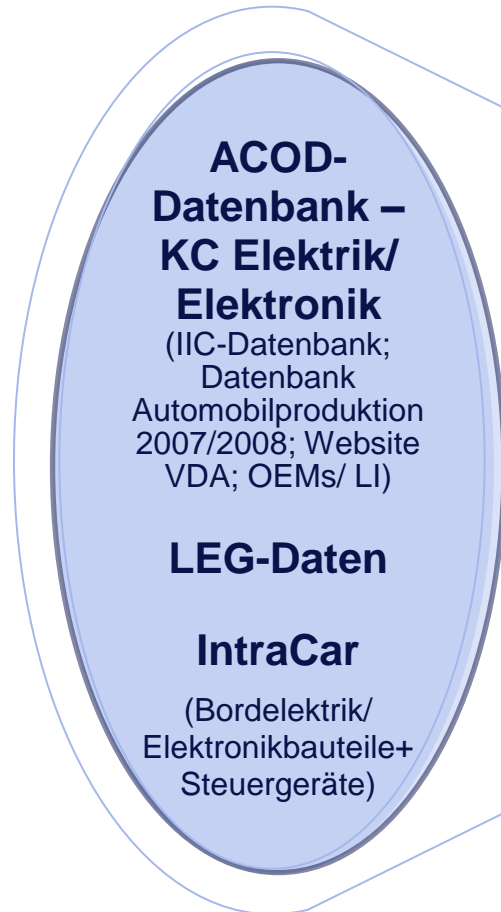 ACOD-
Datenbank –
KC Elektrik/
Elektronik
(IIC-Datenbank;
Datenbank
Automobilproduktion
2007/2008; Website
VDA; OEMs/ LI)
LEG-Daten
IntraCar
(Bordelektrik/
Elektronikbauteile+
Steuergeräte)